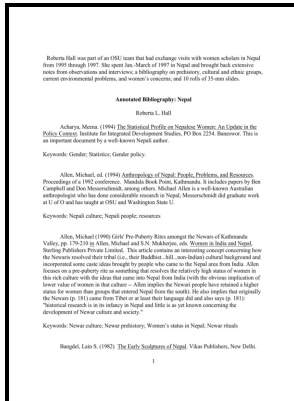 Roberta Hall was part of an OSU team that had exchange visits with women scholars in Nepal
from 1995 through 1997. She spent Jan.-March of 1997 in Nepal and brought back extensive
notes from observations and interviews; a bibliography on prehistory, cultural and ethnic groups,
current environmental problems, and women's concerns; and 10 rolls of 35-mm slides.
Annotated Bibliography: Nepal
Roberta L. Hall
Acharya, Meena. (1994) The Statistical Profile on Nepalese Women: An Update in the
Policy Context. Institute for Integrated Development Studies, PO Box 2254. Baneswor. This is
an important document by a well-known Nepali author.
Keywords: Gender; Statistics; Gender policy.
Allen, Michael, ed. (1994) Anthropology of Nepal: People, Problems, and Resources.
Proceedings of a 1992 conference. Mandala Book Point, Kathmandu. It includes papers by Ben
Campbell and Don Messerschmidt, among others. Michael Allen is a well-known Australian
anthropologist who has done considerable research in Nepal; Messerschmidt did graduate work
at U of O and has taught at OSU and Washington State U.
Keywords: Nepali culture; Nepali people; resources
Allen, Michael (1990) Girls' Pre-Puberty Rites amongst the Newars of Kathmandu
Valley, pp. 179-210 in Allen, Michael and S.N. Mukherjee, eds. Women in India and Nepal,
Sterling Publishers Private Limited. This article contains an interesting concept concerning how
the Newaris resolved their tribal (i.e., their Buddhist...hill...non-Indian) cultural background and
incorporated some caste ideas brought by people who came to the Nepal area from India. Allen
focuses on a pre-puberty rite as something that resolves the relatively high status of women in
this rich culture with the ideas that came into Nepal from India (with the obvious implication of
lower value of women in that culture -- Allen implies the Newari people have retained a higher
status for women than groups that entered Nepal from the south). He also implies that originally
the Newars (p. 181) came from Tibet or at least their language did and also says (p. 181):
"historical research is in its infancy in Nepal and little is as yet known concerning the
development of Newar culture and society."
Keywords: Newar culture; Newar prehistory; Women's status in Nepal; Newar rituals
Bangdel, Lain S. (1982) The Early Sculptures of Nepal. Vikas Publishers, New Delhi.
1